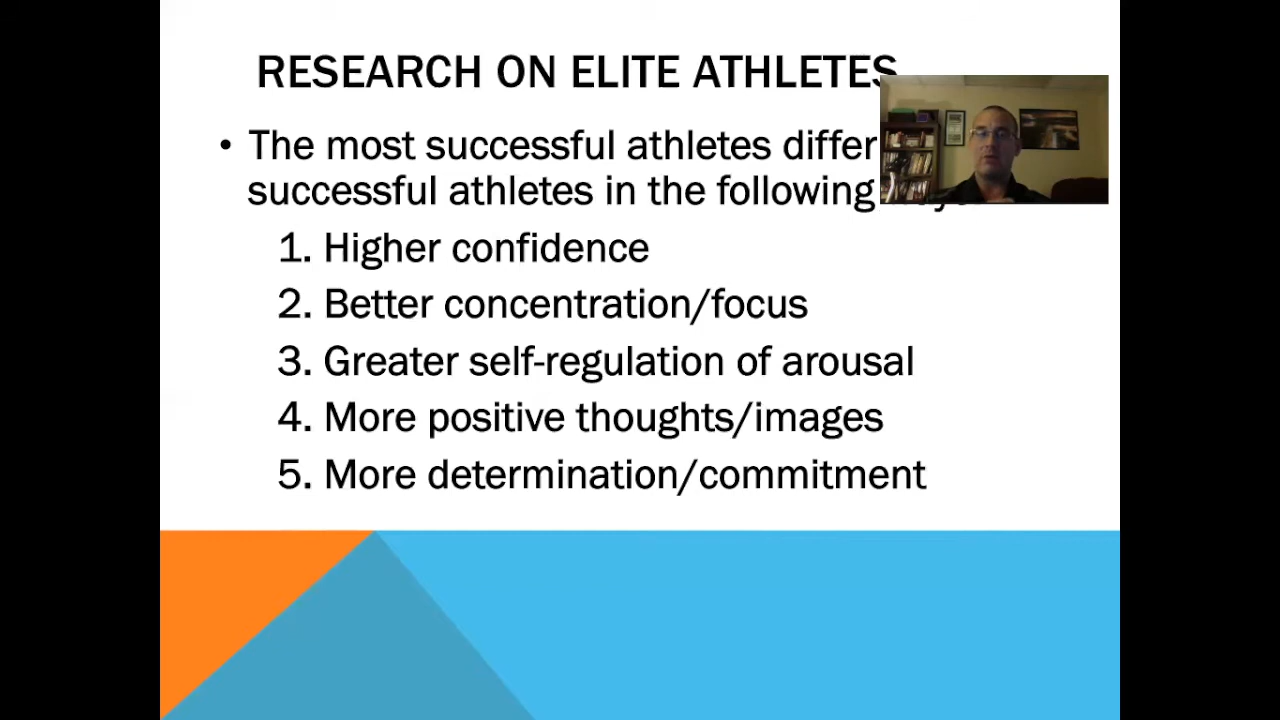 RESEARCH ON ELITE ATHLETES
• The most successful athletes differ
successful athletes in the following
1. Higher confidence
2. Better concentration/focus
3. Greater self-regulation of arousal
4. More positive thoughts/images
5. More determination/commitment